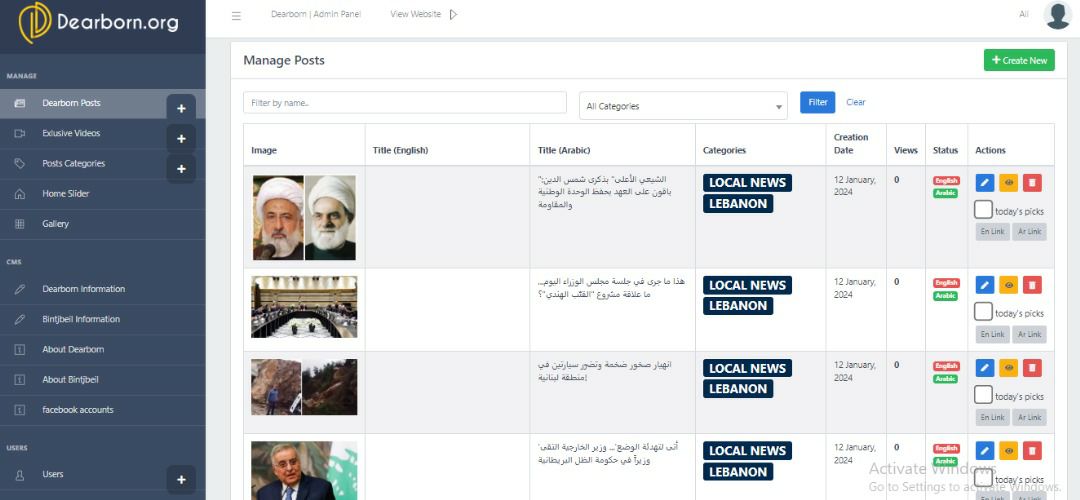 Dearborn.org
Dearborn | Admin Panel
View Website
Ali
MANAGE
Dearborn Posts
Exlusive Videos
Posts Categories
Home Slider
Gallery
CMS
Dearborn Information
Bintjbeil Information
About Dearborn
About Bintjbeil
facebook accounts
USERS
Users
Manage Posts
+ Create New
Filter by name..
All Categories
Filter
Clear
Image
Title (English)
Title (Arabic)
Categories
Creation
Date
Views
Status
Actions
الشيعي الأعلى" بذكرى شمس الدين:"
باقون على العهد بحفظ الوحدة الوطنية
والمقاومة
LOCAL NEWS
LEBANON
12 January,
2024
0
English
Arabic
today's picks
En Link
Ar Link
هذا ما جرى في جلسة مجلس الوزراء اليوم...
ما علاقة مشروع "القنّب الهندي"؟
LOCAL NEWS
LEBANON
12 January,
2024
0
English
Arabic
today's picks
En Link
Ar Link
انهيار صخور ضخمة وتضرر سيارتين في
منطقة لبنانية!
LOCAL NEWS
LEBANON
12 January,
2024
0
English
Arabic
today's picks
En Link
Ar Link
أتى لتهدئة الوضع'... وزير الخارجية التقى'
وزيراً في حكومة الظل البريطانية
LOCAL NEWS
LEBANON
12 January,
2024
0
English
Arabic
today's picks
Activate Windows
Go to Settings to activate Windows.